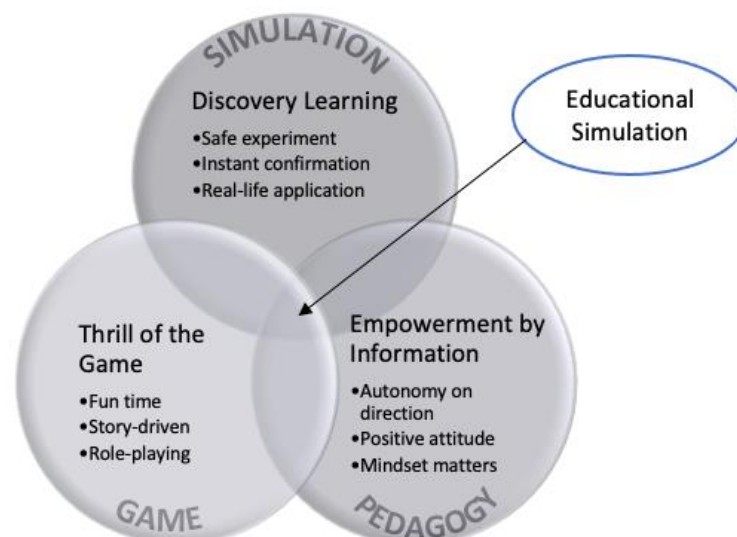 SIMULATION
Discovery Learning
•Safe experiment
•Instant confirmation
•Real-life application
Educational
Simulation
Thrill of the
Game
•Fun time
•Story-driven
•Role-playing
GAME
Empowerment by
Information
•Autonomy on
direction
•Positive attitude
•Mindset matters
PEDAGOGY